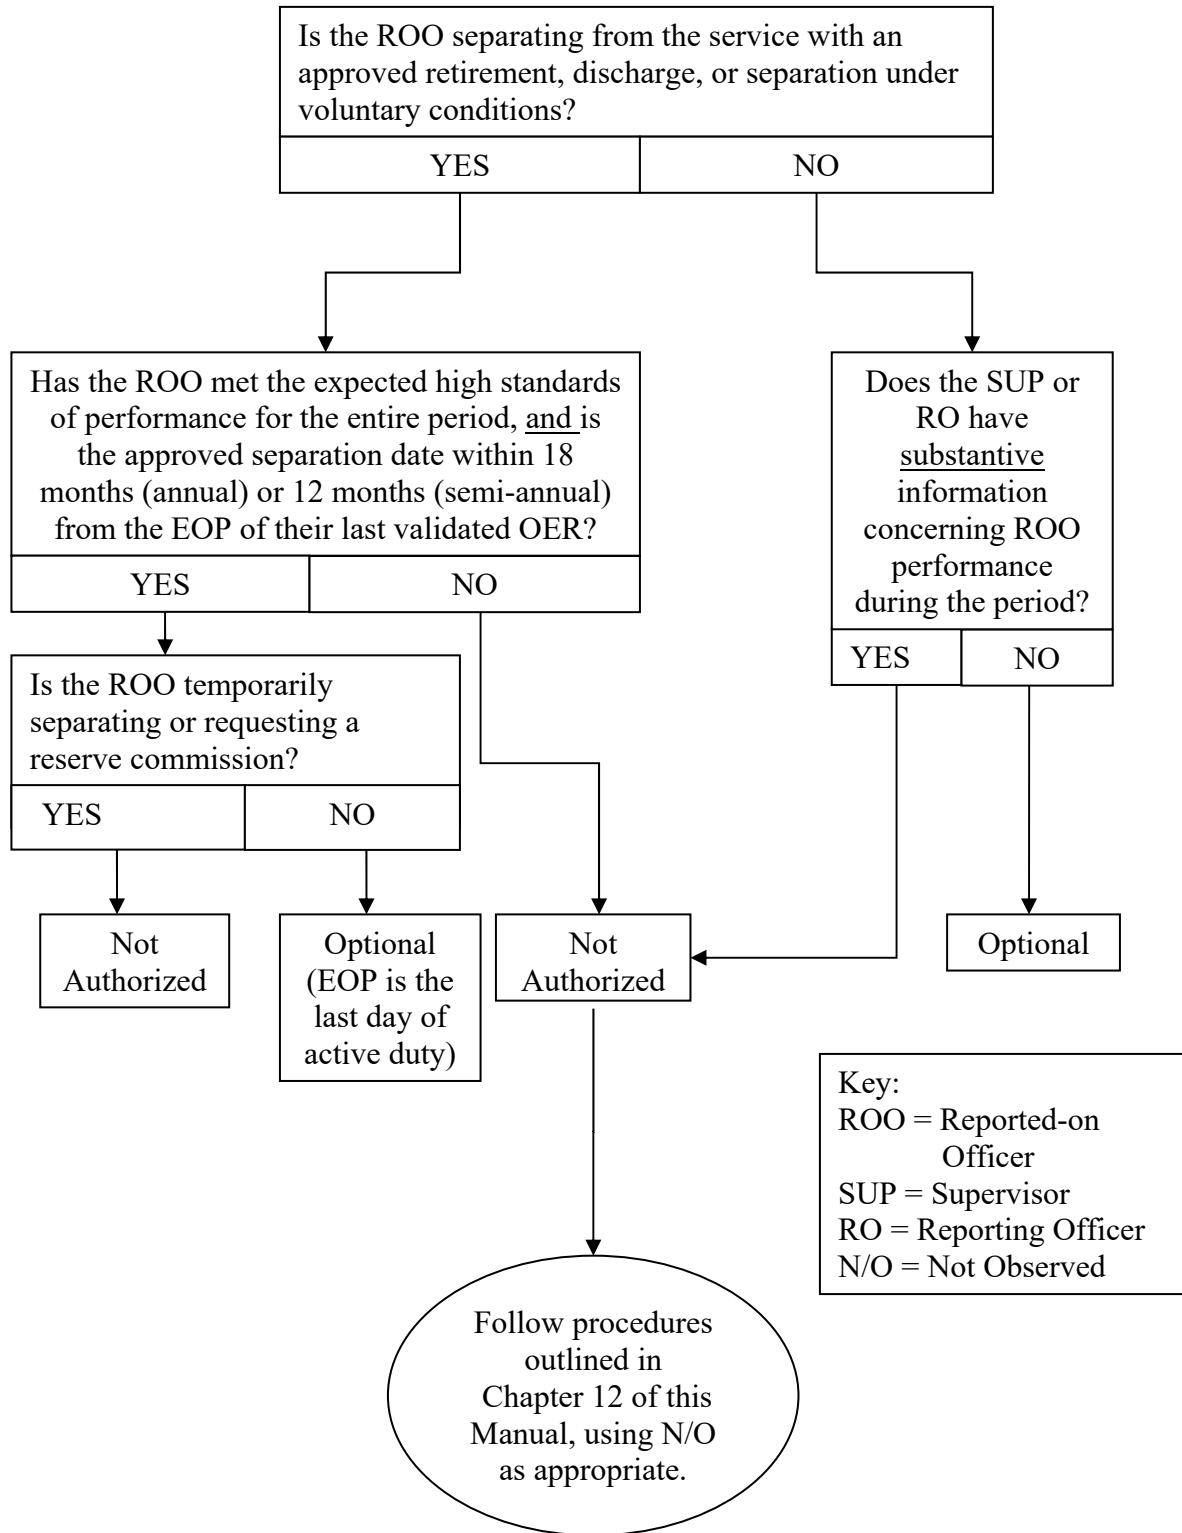 Is the ROO separating from the service with an
approved retirement, discharge, or separation under
voluntary conditions?
YES
NO
Has the ROO met the expected high standards
of performance for the entire period, and is
the approved separation date within 18
months (annual) or 12 months (semi-annual)
from the EOP of their last validated OER?
YES
NO
Does the SUP or
RO have
substantive
information
concerning ROO
performance
during the period?
YES
NO
Is the ROO temporarily
separating or requesting a
reserve commission?
YES
NO
Not
Authorized
Optional
(EOP is the
last day of
active duty)
Not
Authorized
Optional
Key:
ROO = Reported-on
Officer
SUP = Supervisor
RO = Reporting Officer
N/O = Not Observed
Follow procedures
outlined in
Chapter 12 of this
Manual, using N/O
as appropriate.